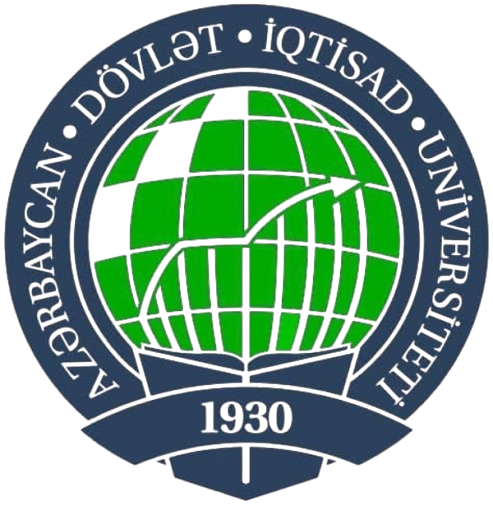 AZƏRBAYCAN • DÖVLƏT • İQTİSAD • UNİVERSİTETİ
1930